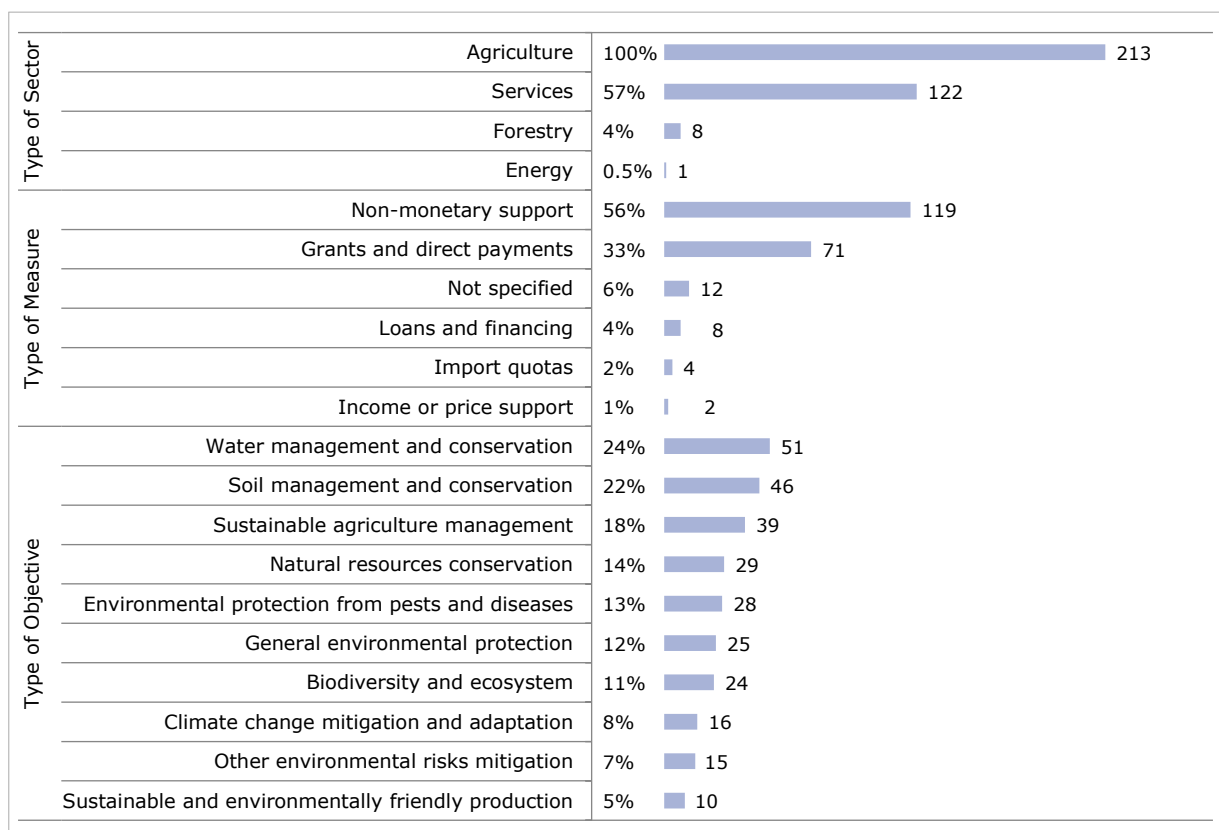 Type of Sector
Agriculture 100% 213
Services 57% 122
Forestry 4% 8
Energy 0.5% 1
Type of Measure
Non-monetary support 56% 119
Grants and direct payments 33% 71
Not specified 6% 12
Loans and financing 4% 8
Import quotas 2% 4
Income or price support 1% 2
Type of Objective
Water management and conservation 24% 51
Soil management and conservation 22% 46
Sustainable agriculture management 18% 39
Natural resources conservation 14% 29
Environmental protection from pests and diseases 13% 28
General environmental protection 12% 25
Biodiversity and ecosystem 11% 24
Climate change mitigation and adaptation 8% 16
Other environmental risks mitigation 7% 15
Sustainable and environmentally friendly production 5% 10